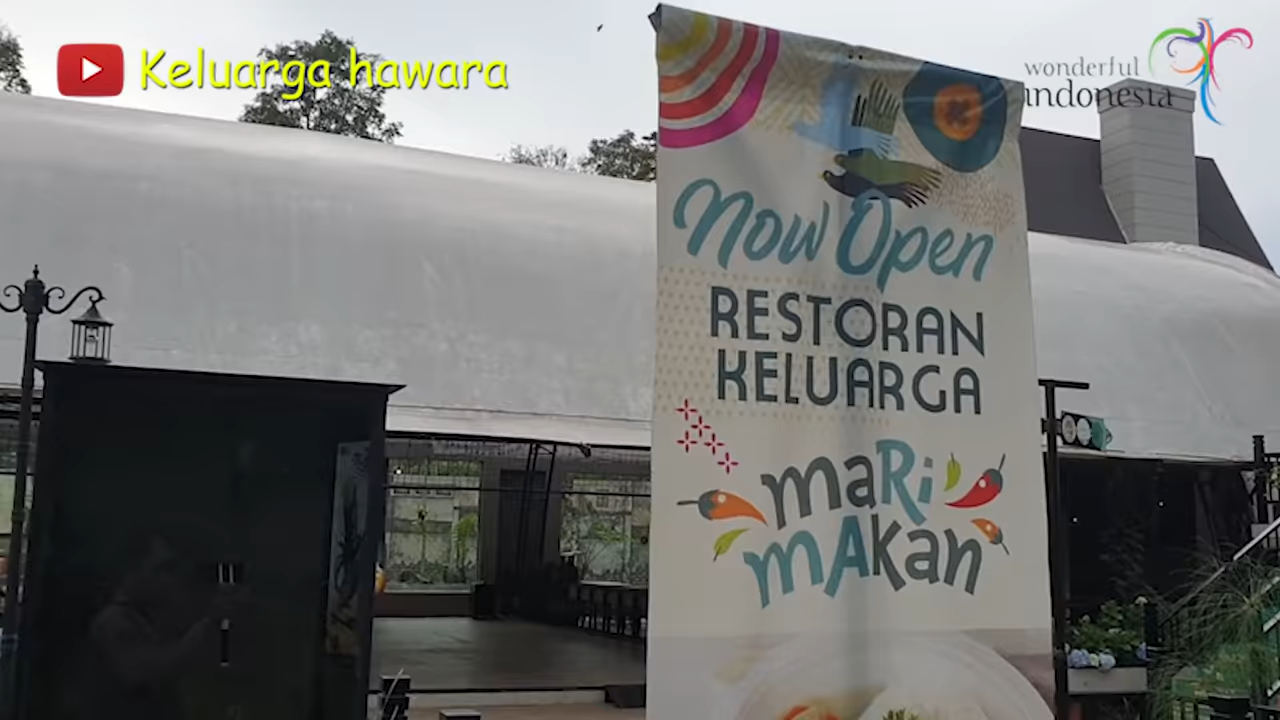 Keluarga hawara
wonderful
indonesia
Now Open
RESTORAN
KELUARGA
maRi
mAkan